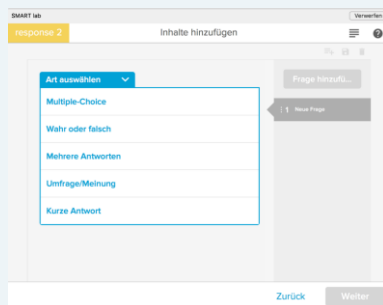 SMART lab
Verwerfen
response 2
Inhalte hinzufügen
Art auswählen
Frage hinzufü...
Multiple-Choice
1 Neue Frage
Wahr oder falsch
Mehrere Antworten
Umfrage/Meinung
Kurze Antwort
Zurück
Weiter